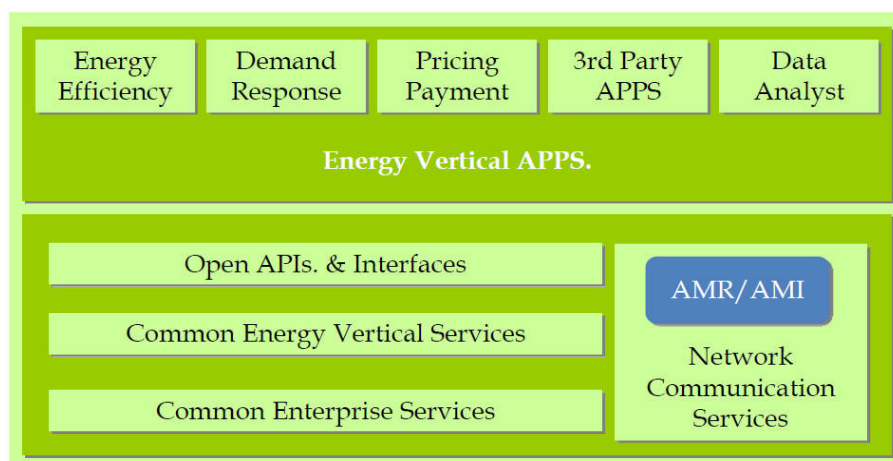 Energy
Efficiency
Demand
Response
Pricing
Payment
3rd Party
APPS
Data
Analyst
Energy Vertical APPS.
Open APIs. & Interfaces
Common Energy Vertical Services
Common Enterprise Services
AMR/AMI
Network
Communication
Services